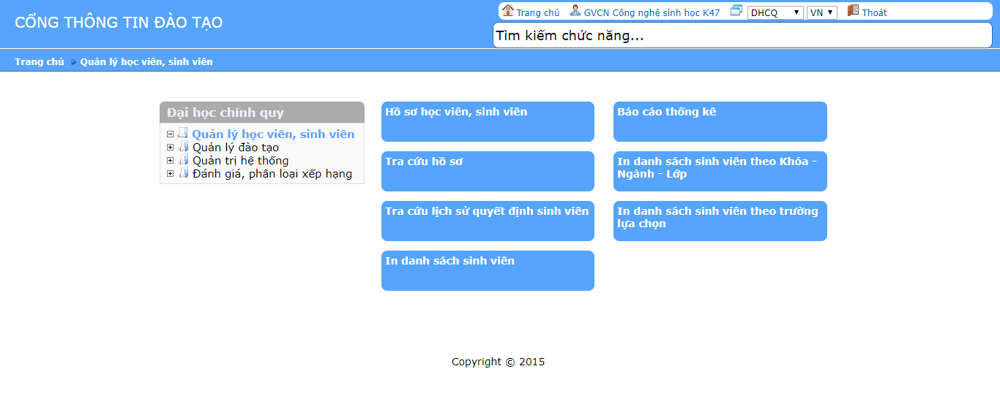 CỔNG THÔNG TIN ĐÀO TẠO
Trang chủ GVCN Công nghệ sinh học K47 DHCQ VN Thoát
Tìm kiếm chức năng...
Trang chủ Quản lý học viên, sinh viên
Đại học chính quy
Quản lý học viên, sinh viên
Quản lý đào tạo
Quản trị hệ thống
Đánh giá, phân loại xếp hạng
Hồ sơ học viên, sinh viên
Tra cứu hồ sơ
Tra cứu lịch sử quyết định sinh viên
In danh sách sinh viên
Báo cáo thống kê
In danh sách sinh viên theo Khóa -
Ngành - Lớp
In danh sách sinh viên theo trường
lựa chọn
Copyright © 2015